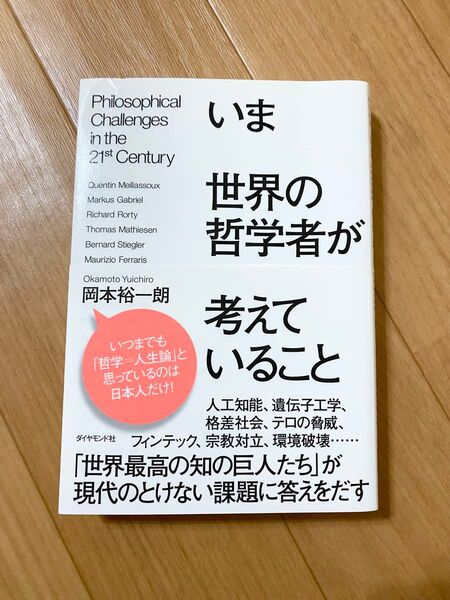 Philosophical
Challenges
in the
21st Century
Quentin Meillassoux
Markus Gabriel
Richard Rorty
Thomas Mathiesen
Bernard Stiegler
Maurizio Ferraris
いま
世界の
哲学者が
考えて
いること
Okamoto Yuichiro
岡本裕一朗
いつまでも
「哲学=人生論」と
思っているのは
日本人だけ!
人工知能、遺伝子工学、
格差社会、テロの脅威、
フィンテック、宗教対立、環境破壊……
ダイヤモンド社
「世界最高の知の巨人たち」が
現代のとけない課題に答えをだす